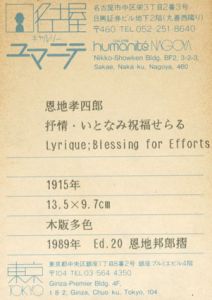 名古屋
ギャルリー
ユマニテ
名古屋市中区栄3丁目2番3号
日興証券ビル地下2階(丸善西隣り)
〒460 TEL 052 251 8640
humanité NAGOYA
Nikko-Showken Bldg. BF2, 3-2-3,
Sakae, Naka ku, Nagoya, 460
恩地孝四郎
抒情・いとなみ祝福せらる
Lyrique;Blessing for Efforts
1915年
13.5×9.7cm
木版多色
1989年 Ed.20 恩地邦郎摺
東京
TOKYO
東京都中央区銀座1丁目8番2号 銀座プルミエビル4階
〒104 TEL 03 564 4350
Ginza-Premier Bldg. 4F,
1 8 2, Ginza, Chuo ku, Tokyo, 104